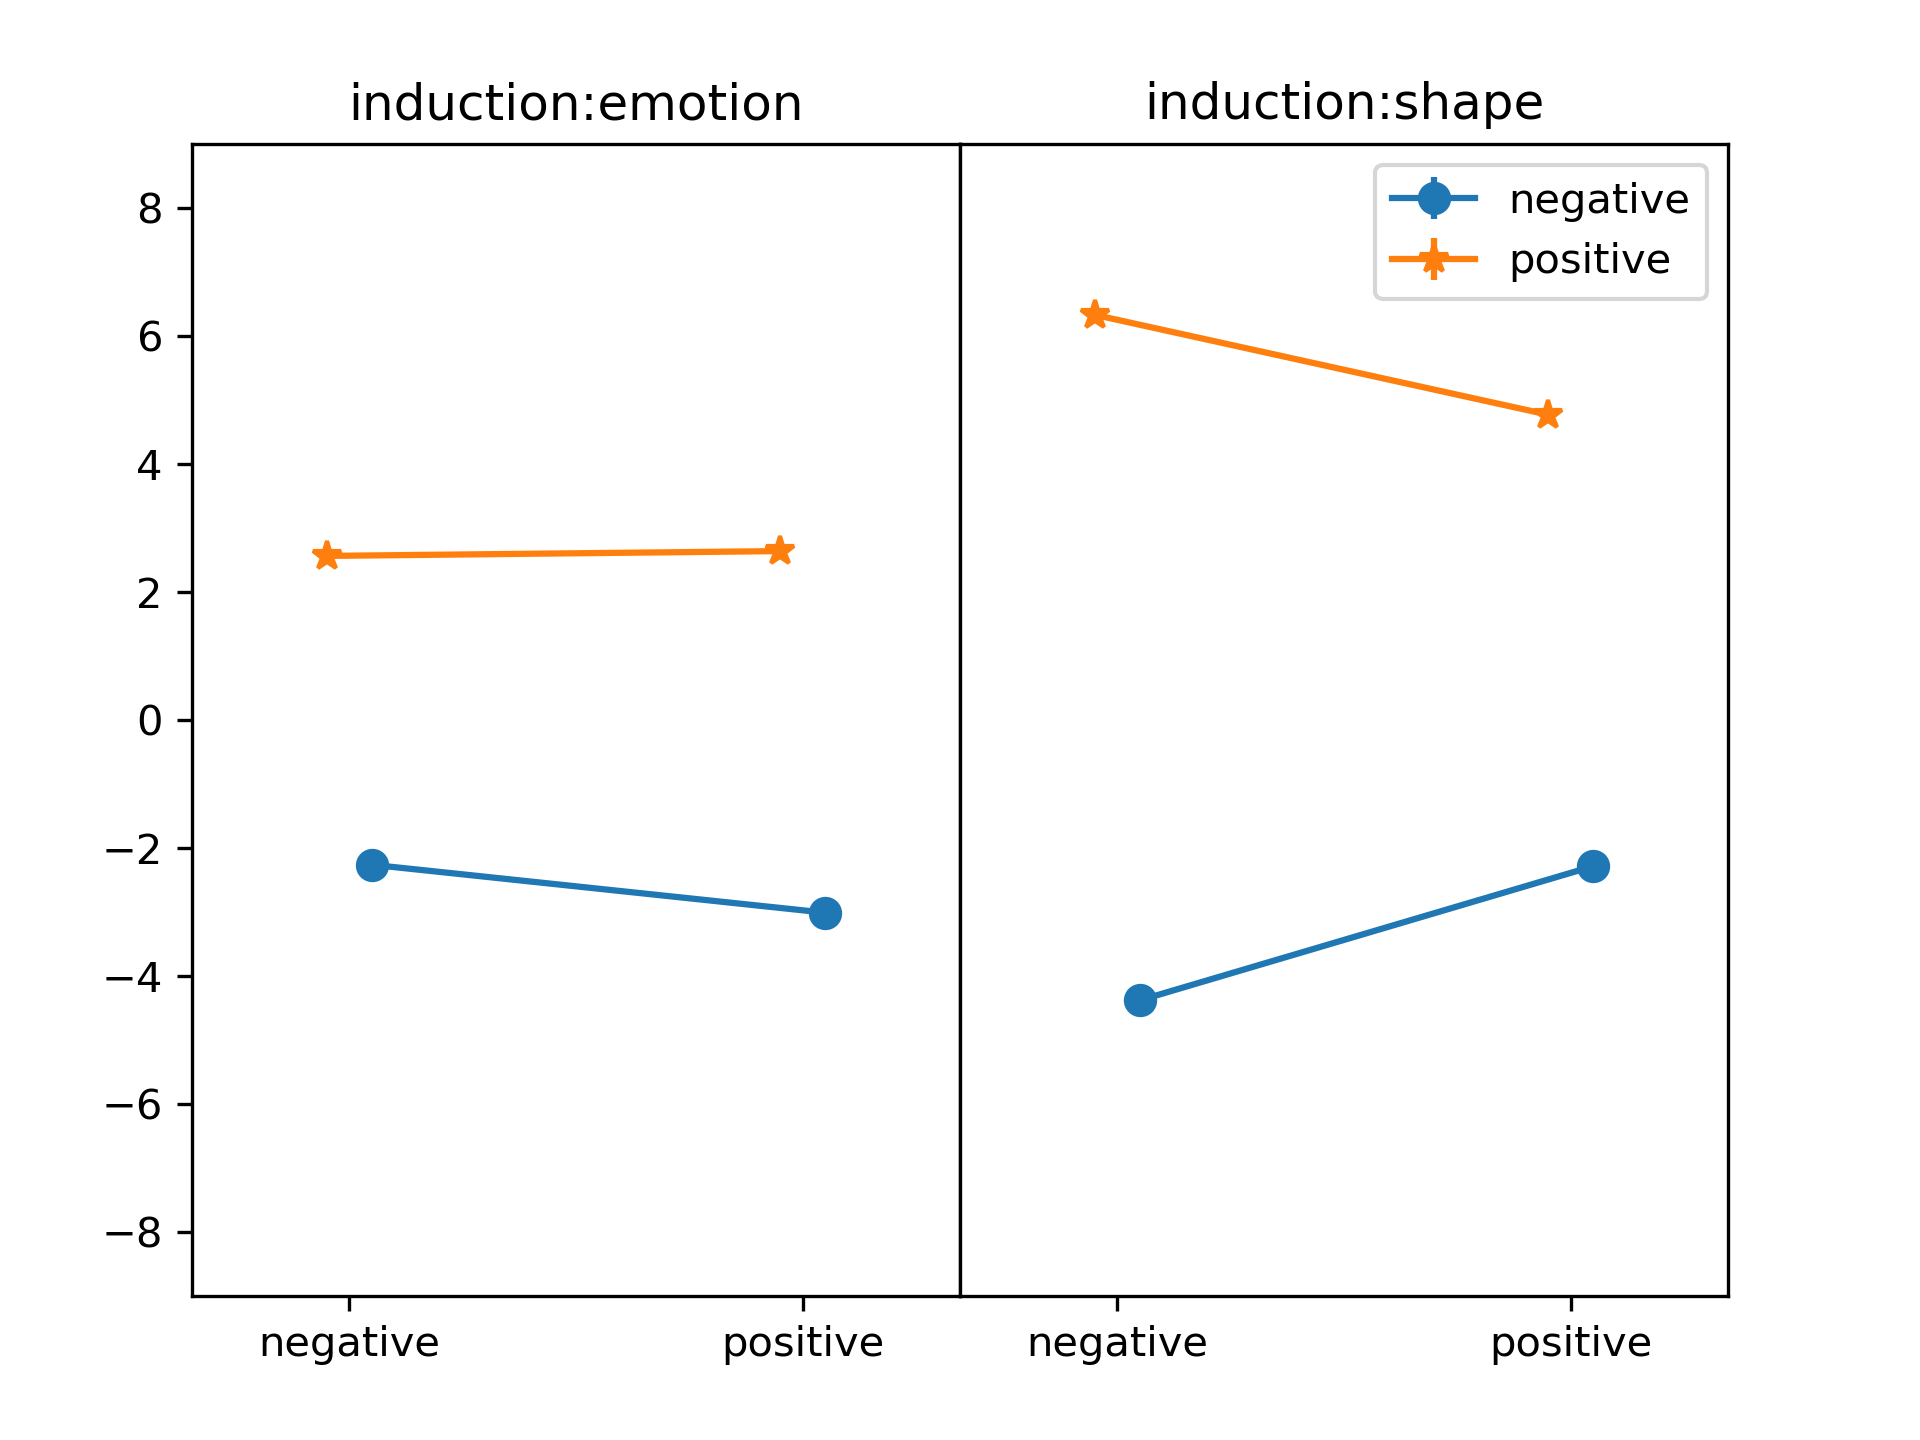 induction:emotion
induction:shape
negative
positive
8
6
4
2
0
−2
−4
−6
−8
negative
positive
negative
positive